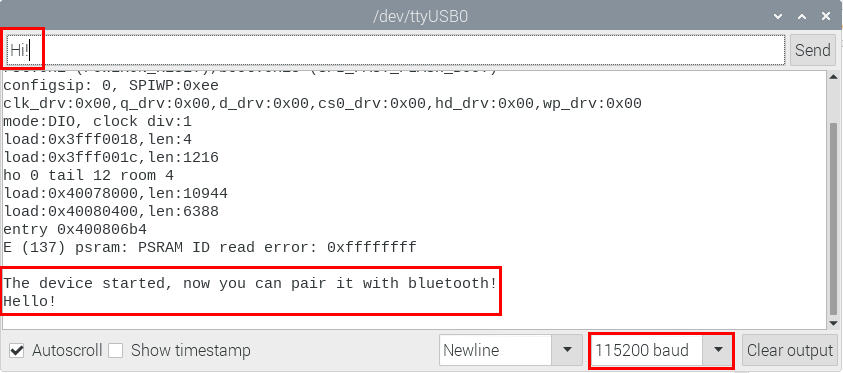 /dev/ttyUSB0
Hi!
Send
configsip: 0, SPIWP:0xee
clk_drv:0x00,q_drv:0x00,d_drv:0x00,cs0_drv:0x00,hd_drv:0x00,wp_drv:0x00
mode:DIO, clock div:1
load:0x3fff0018,len:4
load:0x3fff001c,len:1216
ho 0 tail 12 room 4
load:0x40078000,len:10944
load:0x40080400,len:6388
entry 0x400806b4
E (137) psram: PSRAM ID read error: 0xffffffff
The device started, now you can pair it with bluetooth!
Hello!
Autoscroll Show timestamp Newline 115200 baud Clear output